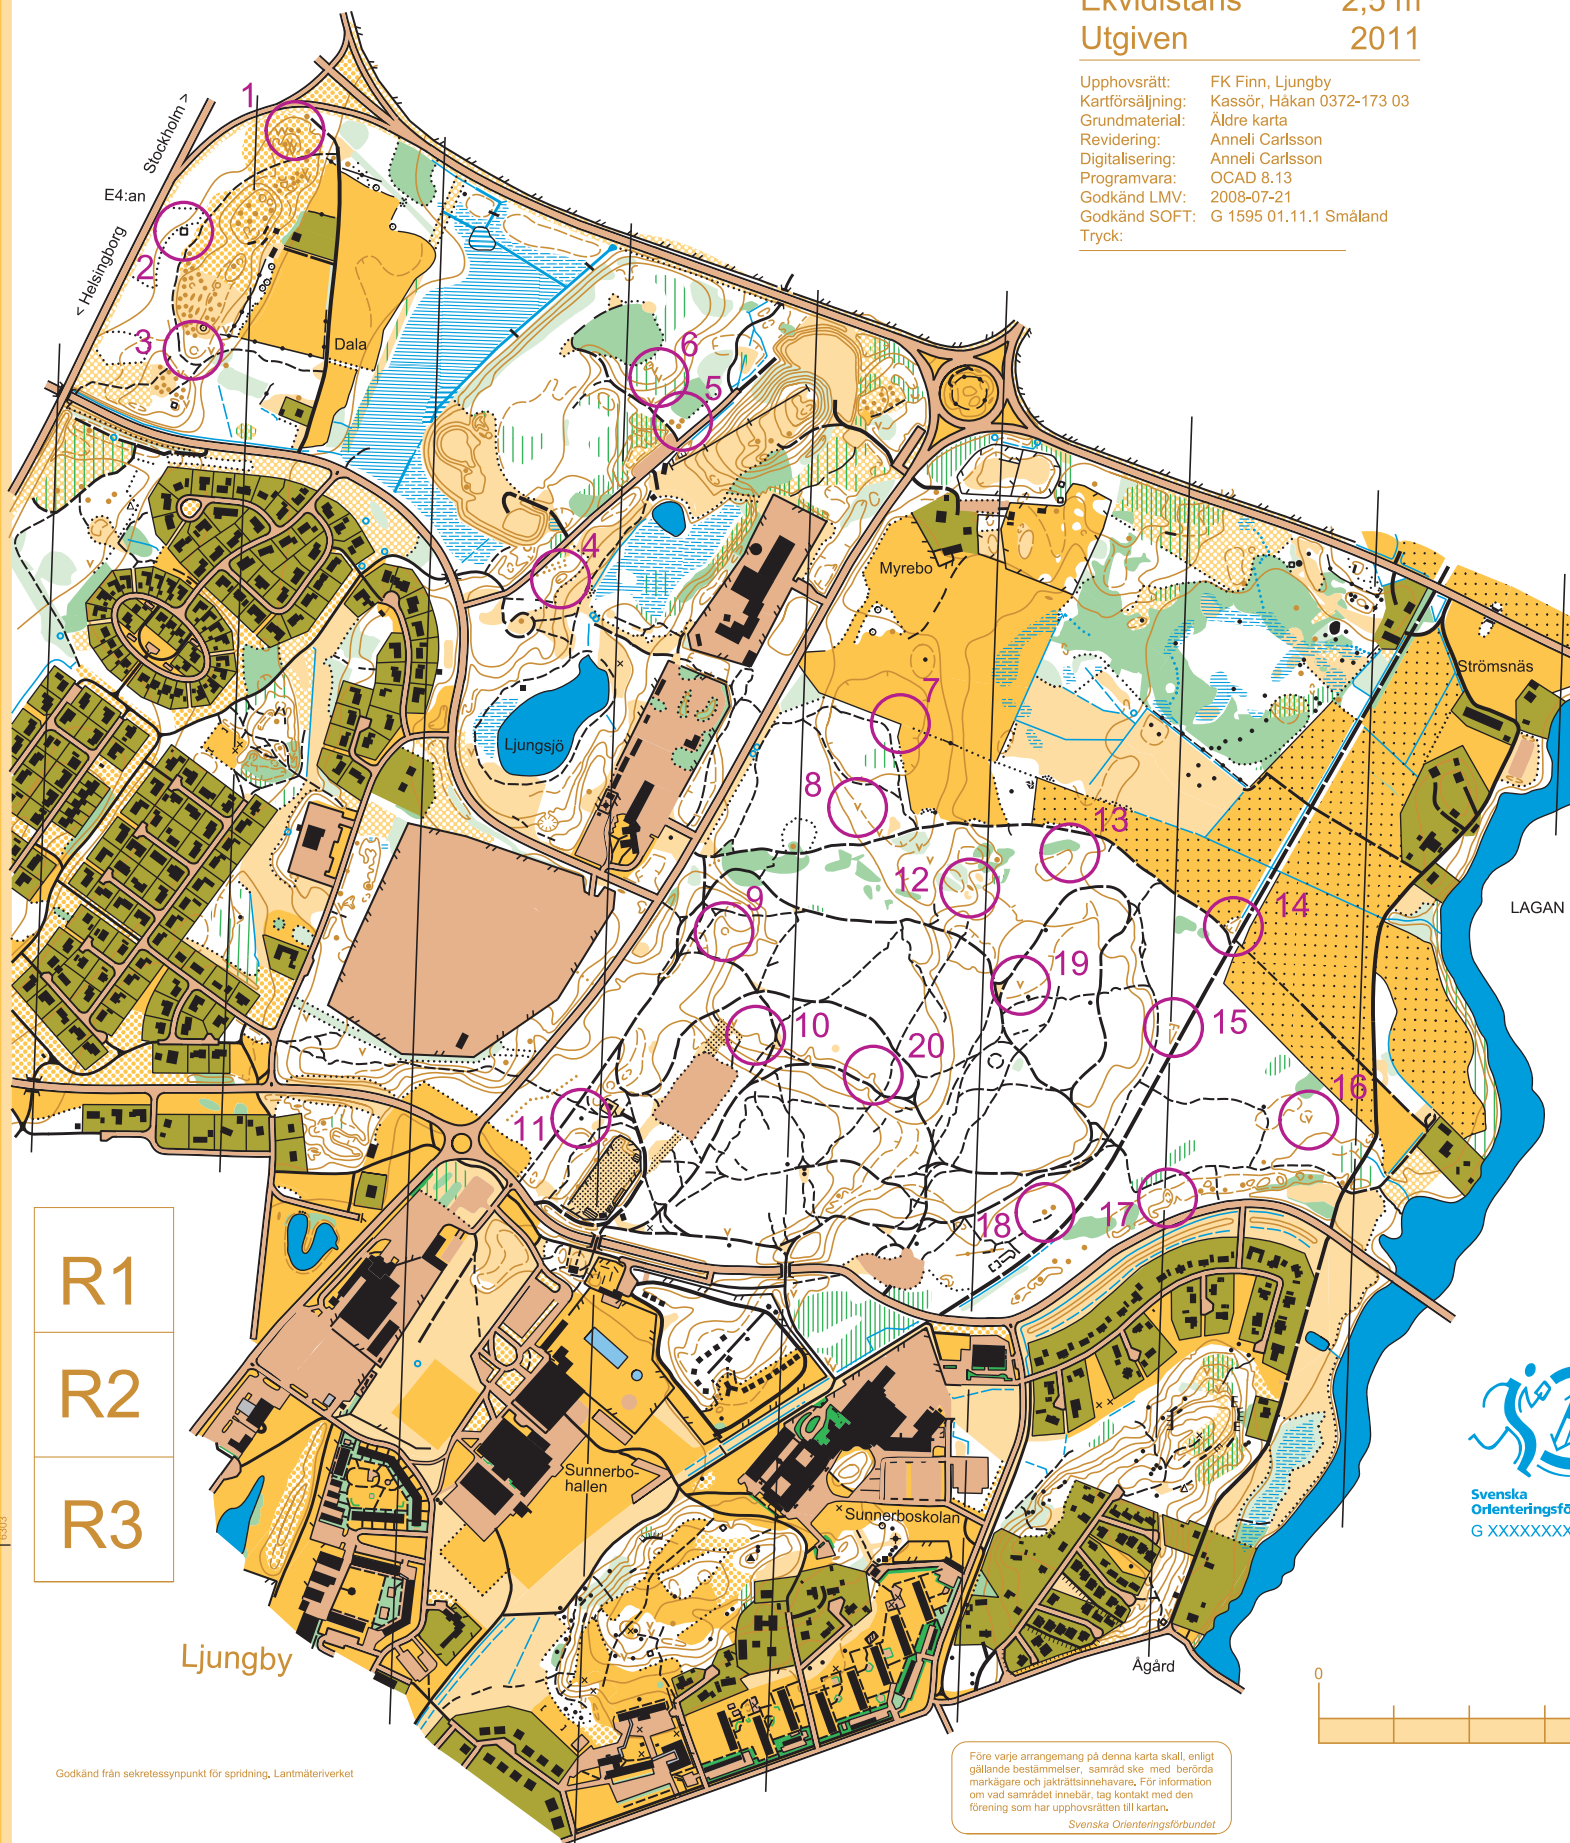 Ekvidistans 2,5 m
Utgiven 2011
Upphovsrätt: FK Finn, Ljungby
Kartförsäljning: Kassör, Håkan 0372-173 03
Grundmaterial: Äldre karta
Revidering: Anneli Carlsson
Digitalisering: Anneli Carlsson
Programvara: OCAD 8.13
Godkänd LMV: 2008-07-21
Godkänd SOFT: G 1595 01.11.1 Småland
Tryck:
1
Stockholm >
E4:an
< Helsingborg
2
3
Dala
6
5
4
Myrebo
Strömsnäs
7
Ljungsjö
8
13
12
9
14
LAGAN
19
10
15
20
16
11
17
18
R1
R2
R3
Sunnerbo-
hallen
Sunnerboskolan
Svenska
G XXXXXXXX
Ljungby
Ågård
0
Godkänd från sekretessynpunkt för spridning, Lantmäteriverket
Före varje arrangemang på denna karta skall, enligt
gällande bestämmelser, samråd ske med berörda
markägare och jakträttsinnehavare. För information
om vad samrådet innebär, tag kontakt med den
förening som har upphovsrätten till kartan.
Svenska Orienteringsförbundet